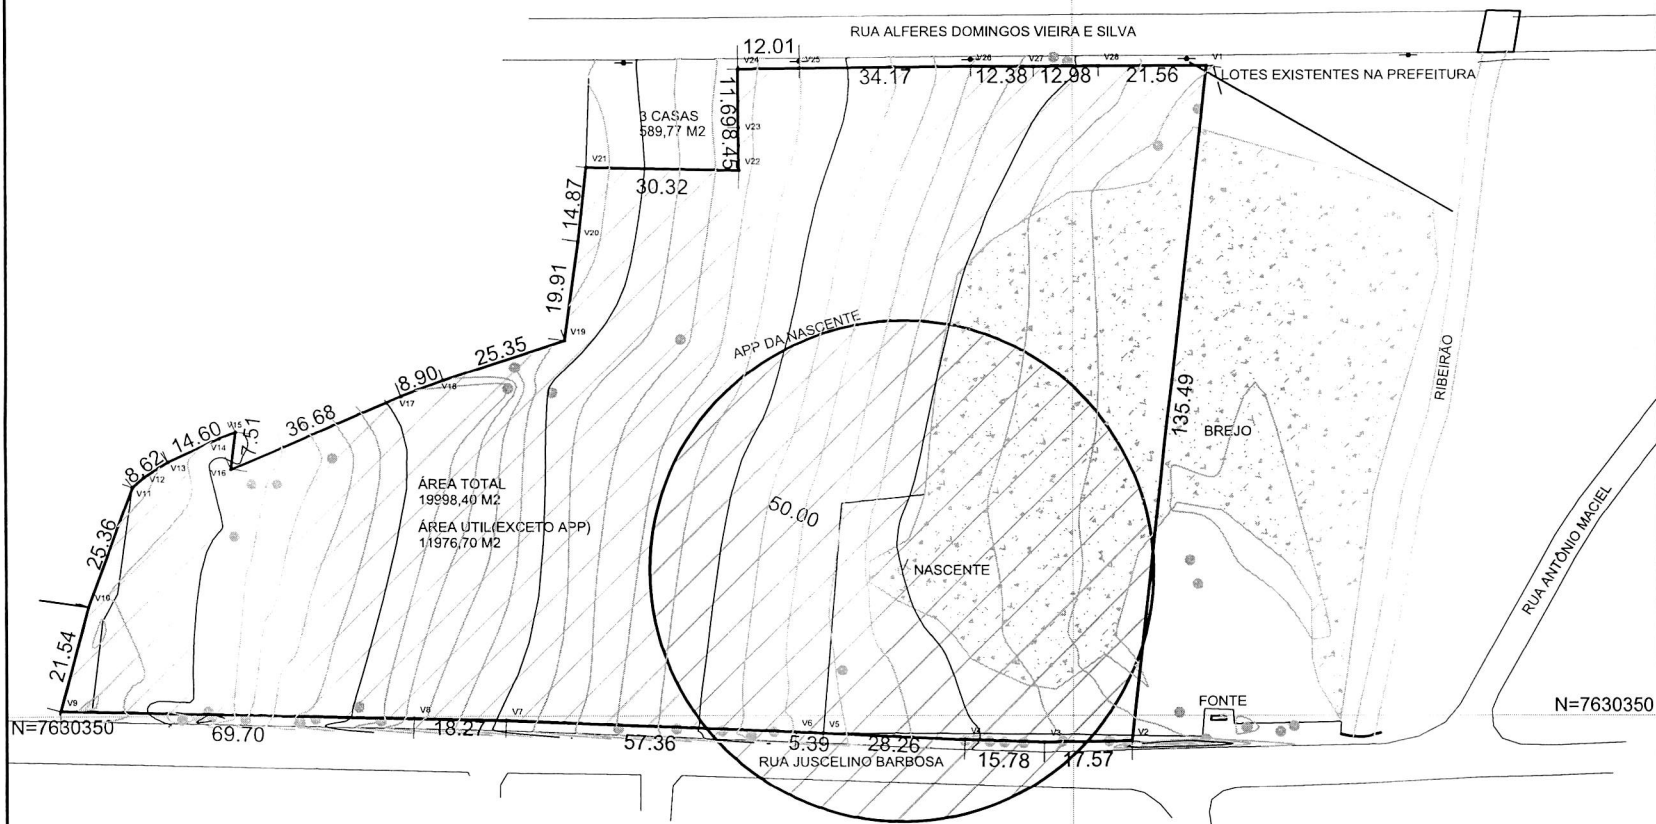 RUA ALFERES DOMINGOS VIEIRA E SILVA
12.01
V24
V25
V26
V27
V28
V1
34.17
12.38
12.98
21.56
LOTES EXISTENTES NA PREFEITURA
3 CASAS
589,77 M2
11.69
V23
8.45
V22
V21
30.32
14.87
V20
19.91
V19
APP DA NASCENTE
25.35
8.90
V18
V17
36.68
RIBEIRÃO
135.49
BREJO
V15
14.60
V14
V16
8.62
V13
V12
V11
ÁREA TOTAL
19998,40 M2
ÁREA UTIL(EXCETO APP)
11976,70 M2
50.00
NASCENTE
25.36
V10
21.54
RUA ANTÔNIO MACIEL
FONTE
V9
V8
V7
V6
V5
V4
V3
V2
N=7630350
N=7630350
69.70
18.27
57.36
5.39
28.26
15.78
17.57
RUA JUSCELINO BARBOSA